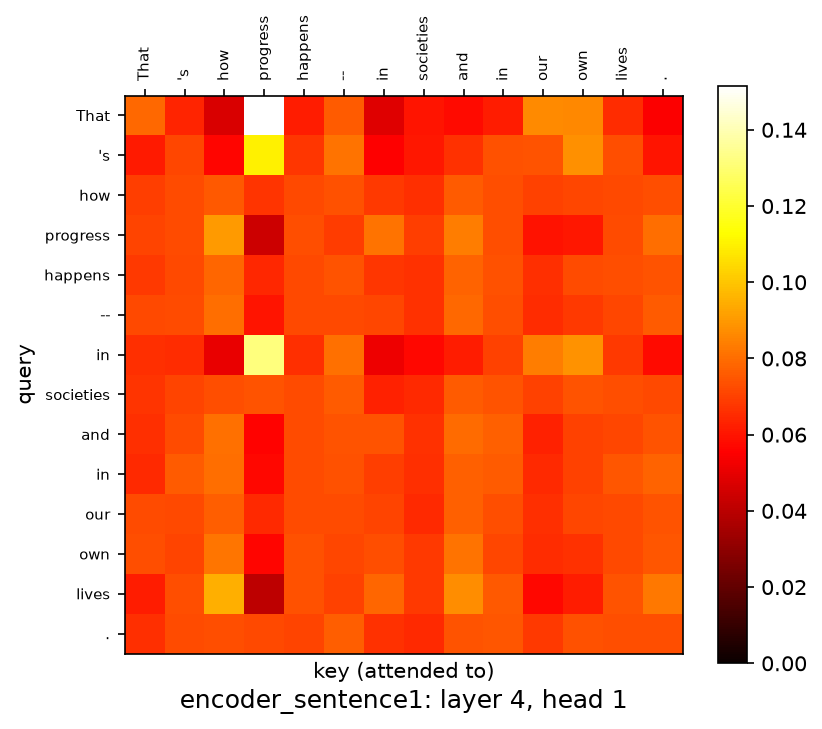 That 's how progress happens -- in societies and in our own lives .
That
's
how
progress
happens
--
in
societies
and
in
our
own
lives
.
query
key (attended to)
encoder_sentence1: layer 4, head 1
0.14
0.12
0.10
0.08
0.06
0.04
0.02
0.00